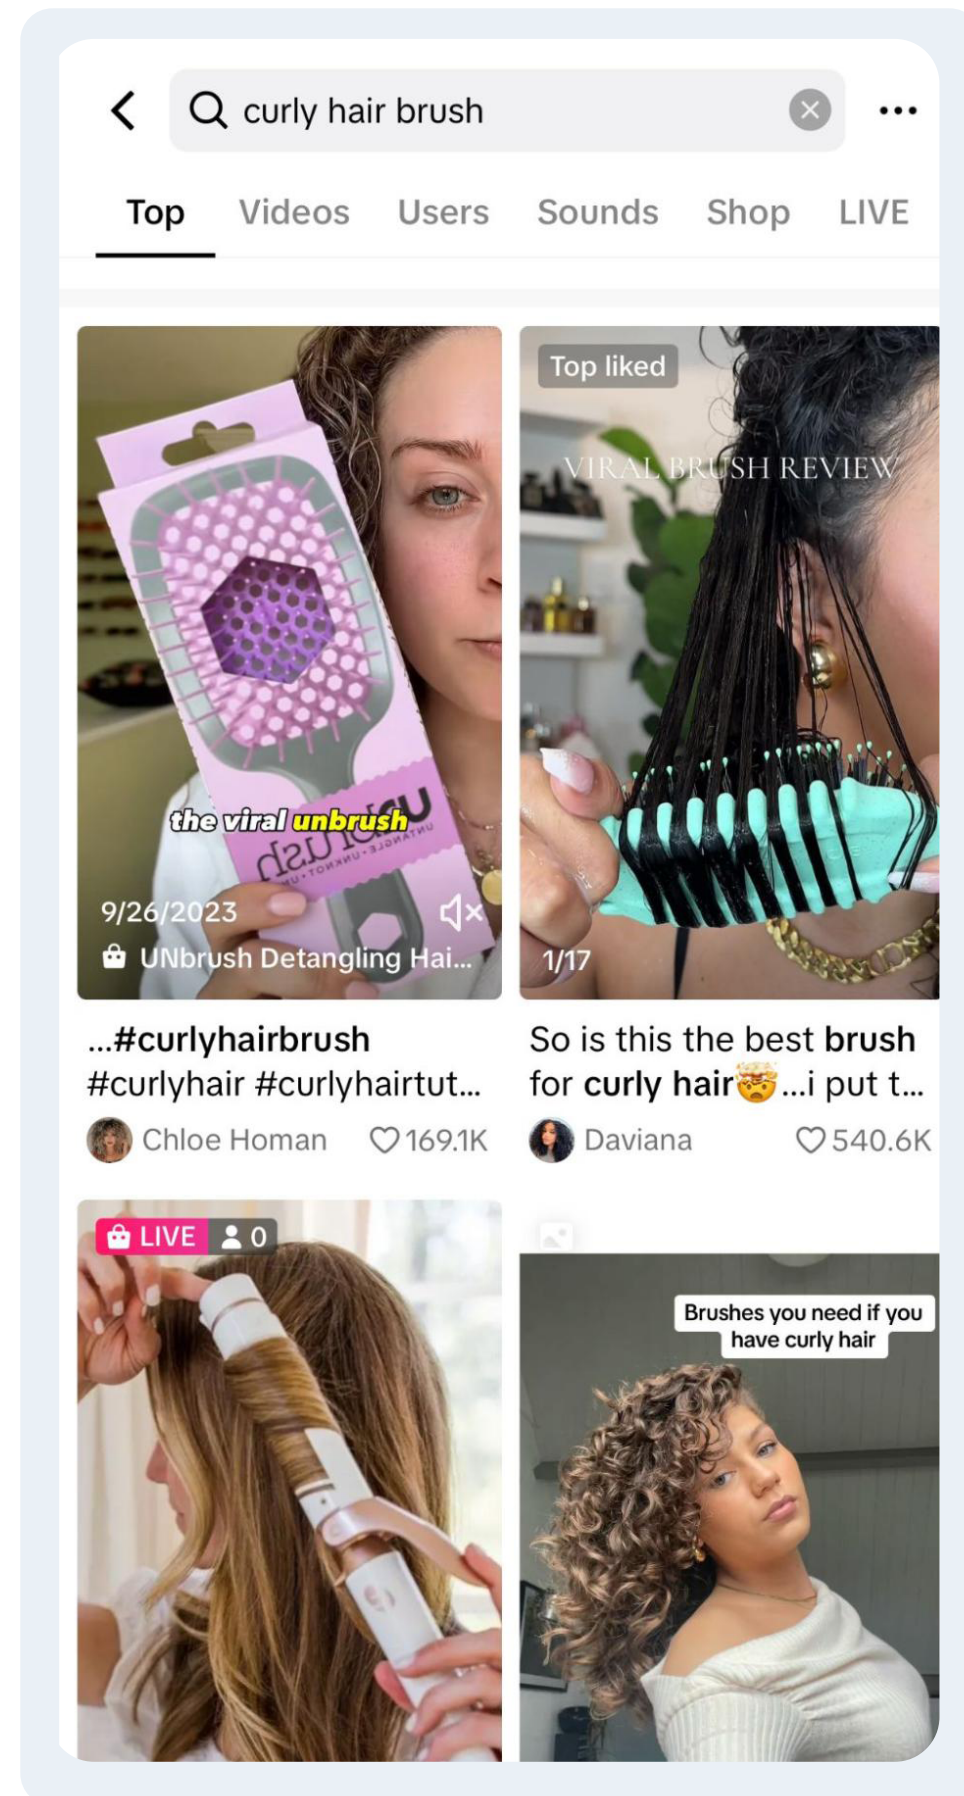 curly hair brush
Top Videos Users Sounds Shop LIVE
the viral unbrush
9/26/2023
UNbrush Detangling Hai...
...#curlyhairbrush
#curlyhair #curlyhairtut...
Chloe Homan 169.1K
Top liked
VIRAL BRUSH REVIEW
1/17
So is this the best brush
for curly hair🤯...i put t...
Daviana 540.6K
LIVE 0
Brushes you need if you
have curly hair